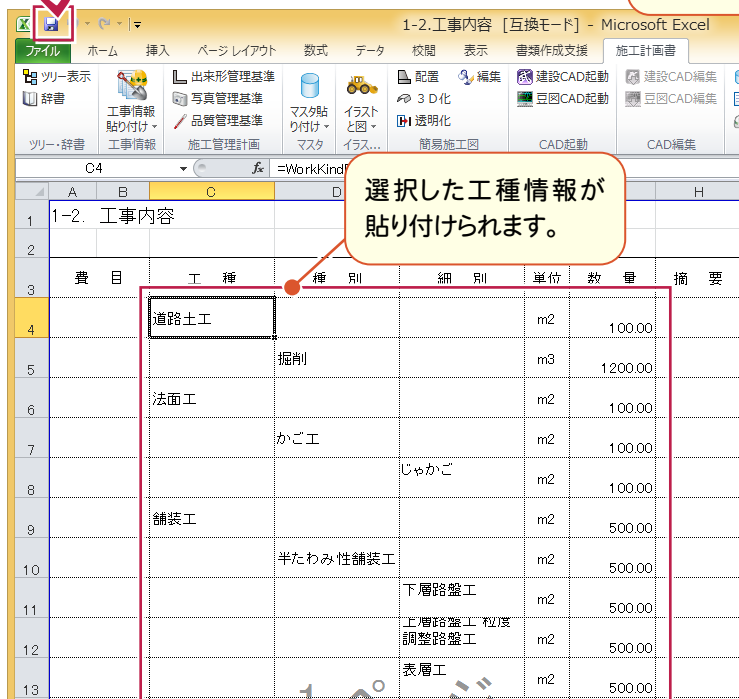 1-2.工事内容 [互換モード] - Microsoft Excel
ファイル ホーム 挿入 ページ レイアウト 数式 データ 校閲 表示 書類作成支援 施工計画書
ツリー表示 出来形管理基準 配置 編集 建設CAD起動 建設CAD編集
辞書 写真管理基準 3D化 豆図CAD起動 豆図CAD編集
工事情報貼り付け 品質管理基準 マスタ貼り付け イラストと図 透明化
ツリー・辞書 工事情報 施工管理計画 マスタ イラス... 簡易施工図 CAD起動 CAD編集
C4 fx =WorkKind
選択した工種情報が
貼り付けられます。
A B C D H
1 1-2. 工事内容
2
3 費 目 工 種 種 別 細 別 単位 数 量 摘 要
4 道路土工 m2 100.00
5 掘削 m3 1200.00
6 法面工 m2 100.00
7 かご工 m2 100.00
8 じゃかご m2 100.00
9 舗装工 m2 500.00
10 半たわみ性舗装工 m2 500.00
11 下層路盤工 m2 500.00
上層路盤工 粒度
12 調整路盤工 m2 500.00
13 表層工 m2 500.00